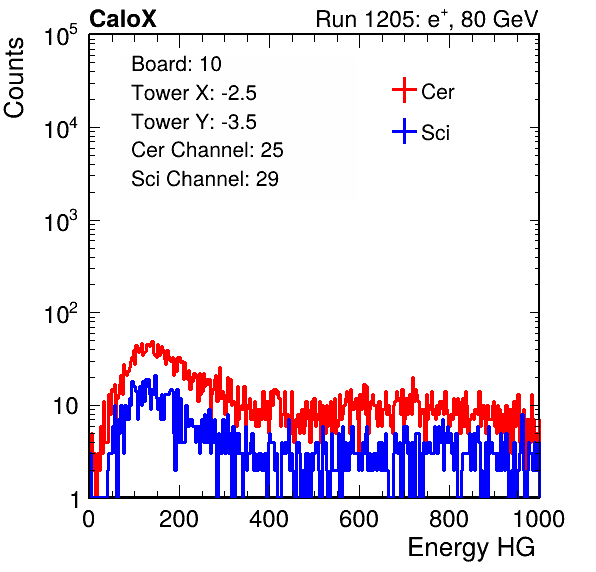 CaloX Run 1205: e⁺, 80 GeV
Counts
10⁵
10⁴
10³
10²
10
1
Board: 10
Tower X: -2.5
Tower Y: -3.5
Cer Channel: 25
Sci Channel: 29
Cer
Sci
0 200 400 600 800 1000
Energy HG